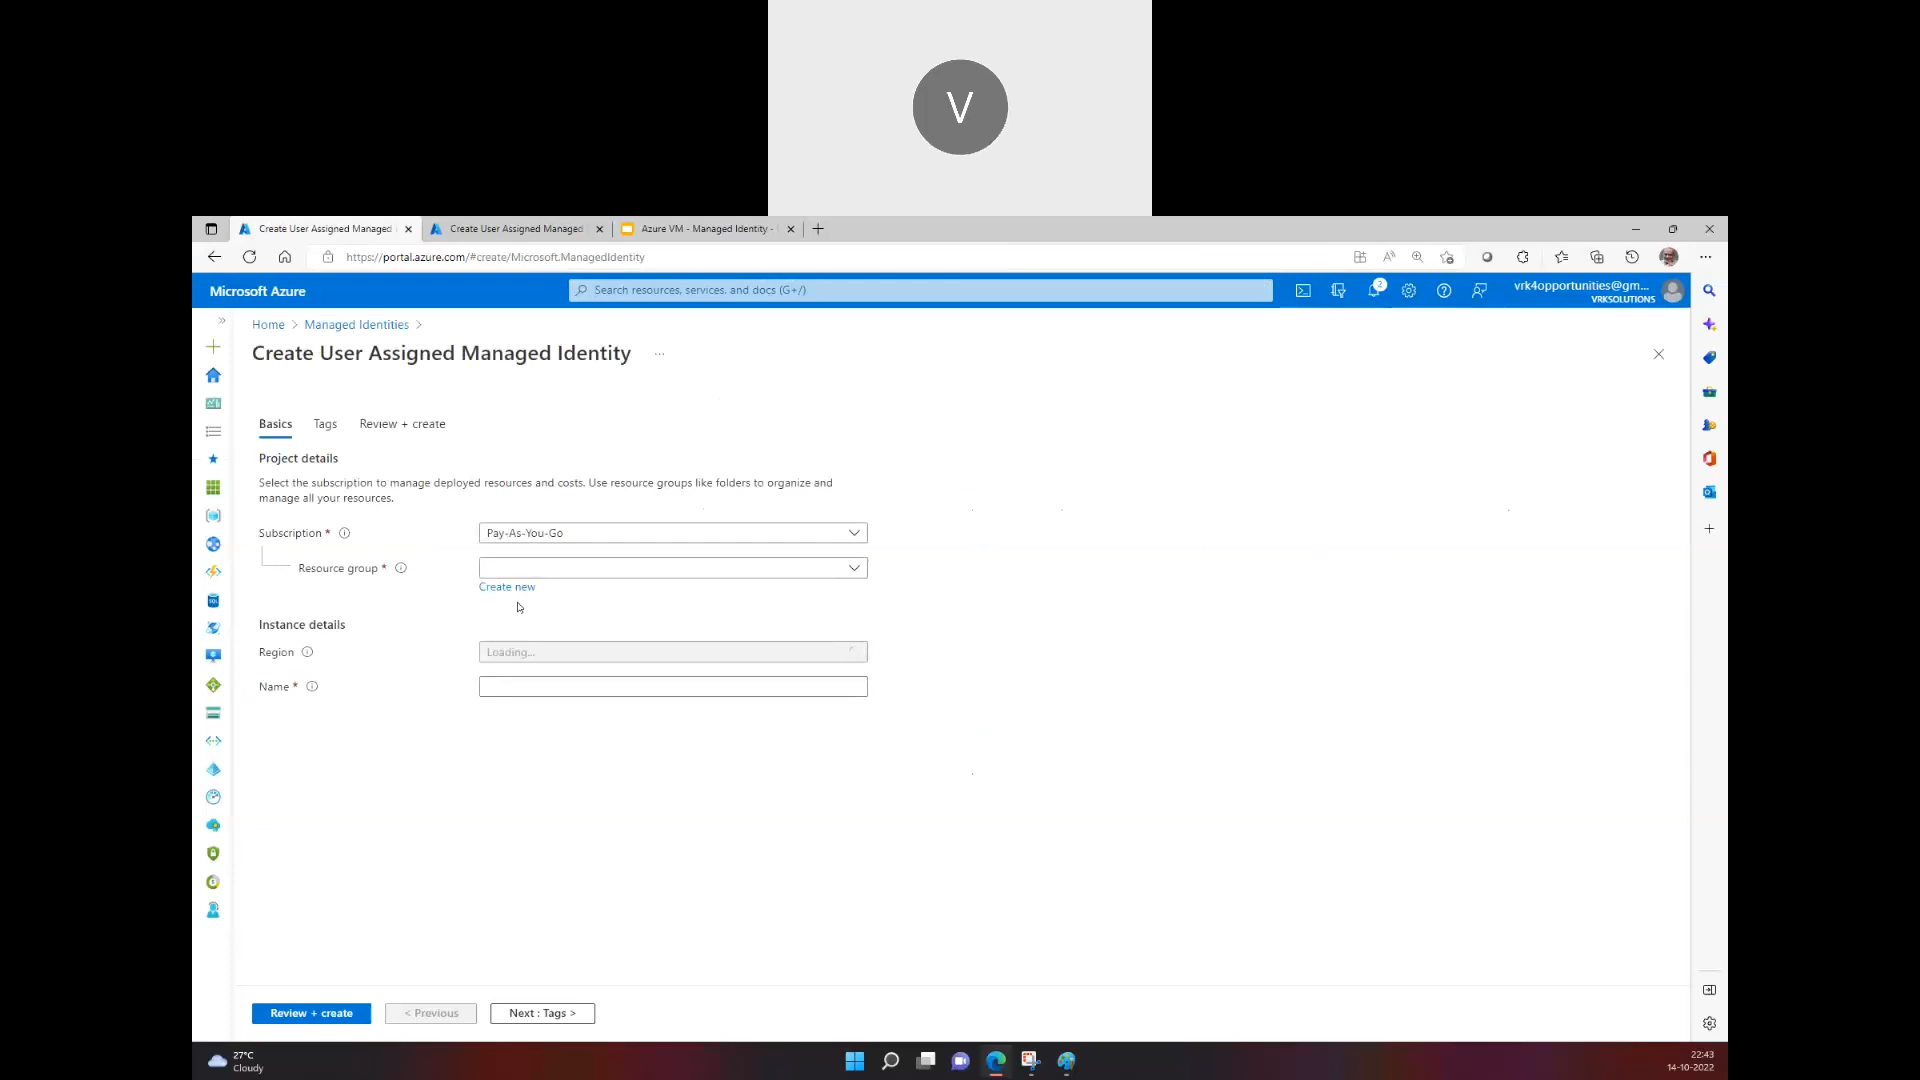 V
Create User Assigned Managed
Create User Assigned Managed
Azure VM - Managed Identity -
https://portal.azure.com/#create/Microsoft.ManagedIdentity
Microsoft Azure
Search resources, services, and docs (G+/)
2
vrk4opportunities@gm...
VRKSOLUTIONS
Home > Managed Identities >
Create User Assigned Managed Identity ...
Basics Tags Review + create
Project details
Select the subscription to manage deployed resources and costs. Use resource groups like folders to organize and
manage all your resources.
Subscription *
Pay-As-You-Go
Resource group *
Create new
Instance details
Region
Loading...
Name *
Review + create
< Previous
Next : Tags >
27°C
Cloudy
22:43
14-10-2022